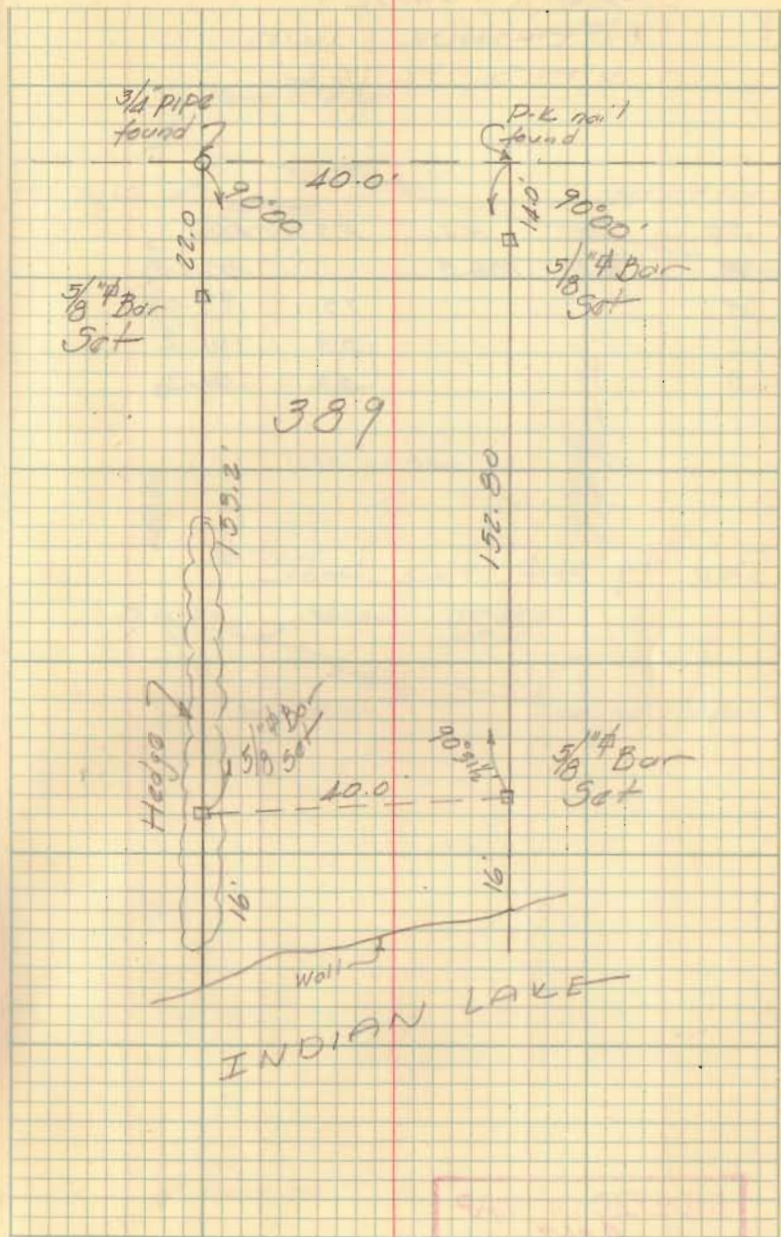 3/4" pipe
found
P.K. nail
found
40.0'
90°00
90°00'
22.0
14.0'
5/8"ϕ Bar
Set
5/8"ϕ Bar
Set
389
133.2'
152.80
Hedge
5/8"ϕ Bar
Set
40.0
5/8"ϕ Bar
Set
16'
16'
Wall
INDIAN LAKE